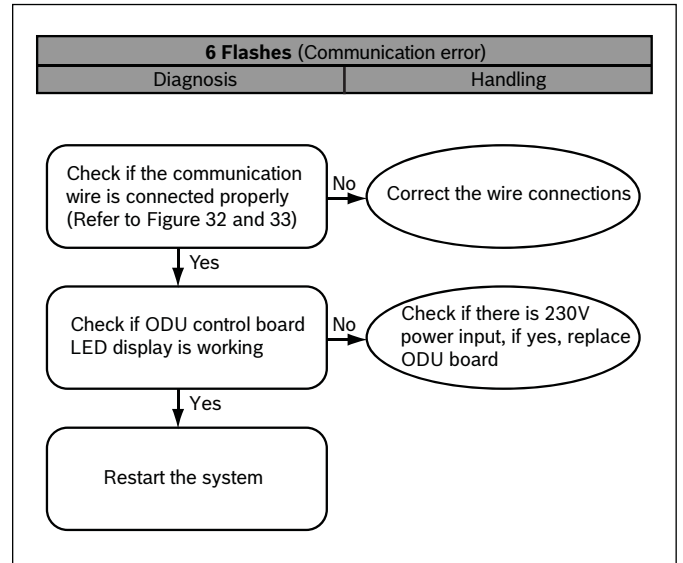 6 Flashes (Communication error)
Diagnosis
Handling
Check if the communication
wire is connected properly
(Refer to Figure 32 and 33)
No
Correct the wire connections
Yes
Check if ODU control board
LED display is working
No
Check if there is 230V
power input, if yes, replace
ODU board
Yes
Restart the system